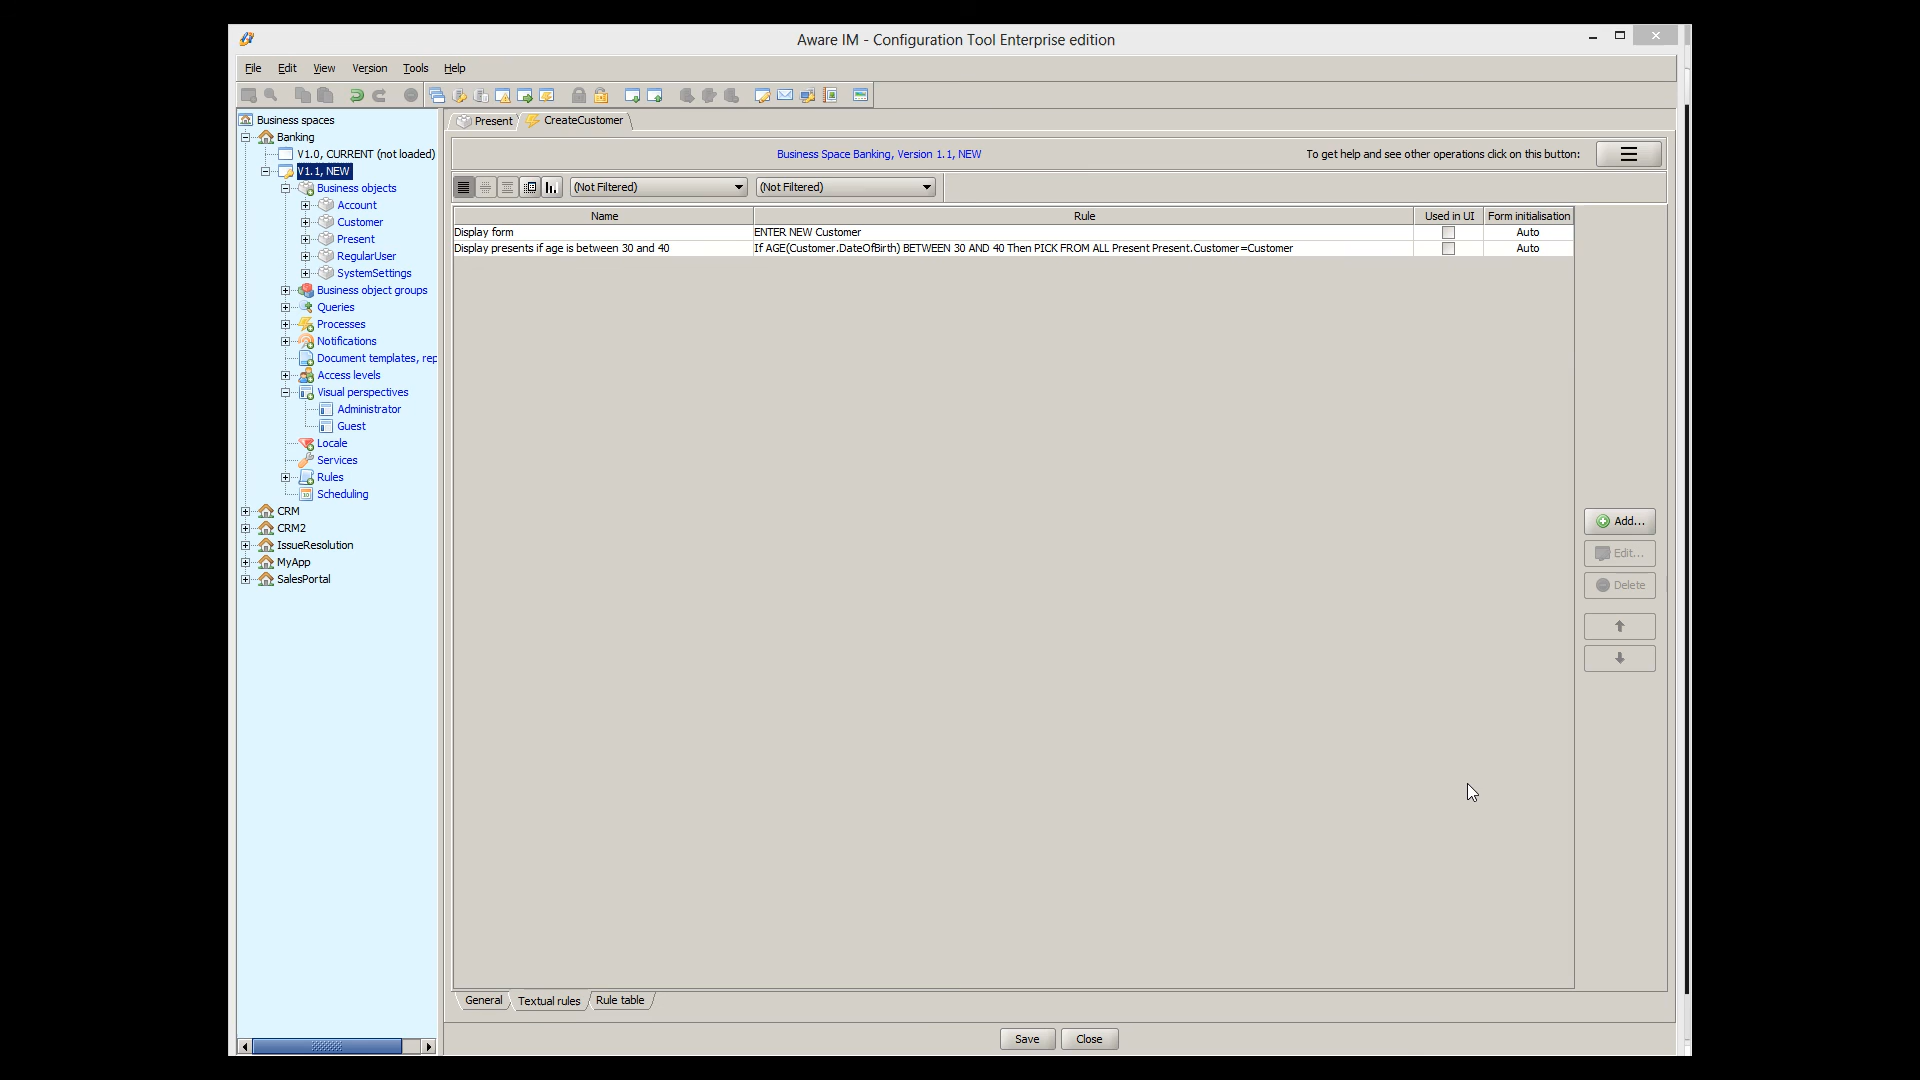 Aware IM - Configuration Tool Enterprise edition
File Edit View Version Tools Help
Business spaces
Banking
V1.0, CURRENT (not loaded)
V1.1, NEW
Business objects
Account
Customer
Present
RegularUser
SystemSettings
Business object groups
Queries
Processes
Notifications
Document templates, rep
Access levels
Visual perspectives
Administrator
Guest
Locale
Services
Rules
Scheduling
CRM
CRM2
IssueResolution
MyApp
SalesPortal
Present CreateCustomer
Business Space Banking, Version 1.1, NEW To get help and see other operations click on this button:
(Not Filtered) (Not Filtered)
Name Rule Used in UI Form initialisation
Display form ENTER NEW Customer Auto
Display presents if age is between 30 and 40 If AGE(Customer.DateOfBirth) BETWEEN 30 AND 40 Then PICK FROM ALL Present Present.Customer=Customer Auto
Add...
Edit...
Delete
General Textual rules Rule table
Save Close